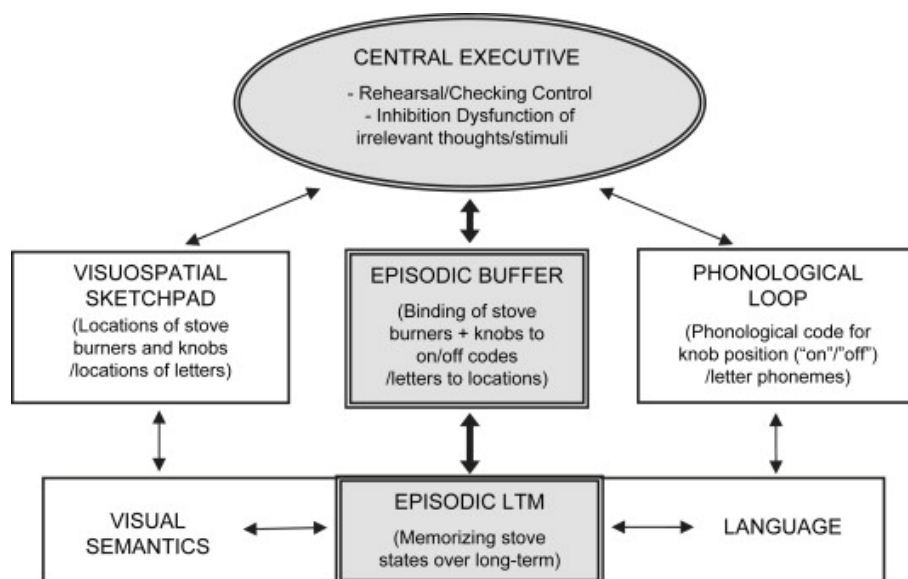 CENTRAL EXECUTIVE
- Rehearsal/Checking Control
- Inhibition Dysfunction of
irrelevant thoughts/stimuli
VISUOSPATIAL
SKETCHPAD
(Locations of stove
burners and knobs
/locations of letters)
EPISODIC BUFFER
(Binding of stove
burners + knobs to
on/off codes
/letters to locations)
PHONOLOGICAL
LOOP
(Phonological code for
knob position ("on"/"off")
/letter phonemes)
VISUAL
SEMANTICS
EPISODIC LTM
(Memorizing stove
states over long-term)
LANGUAGE